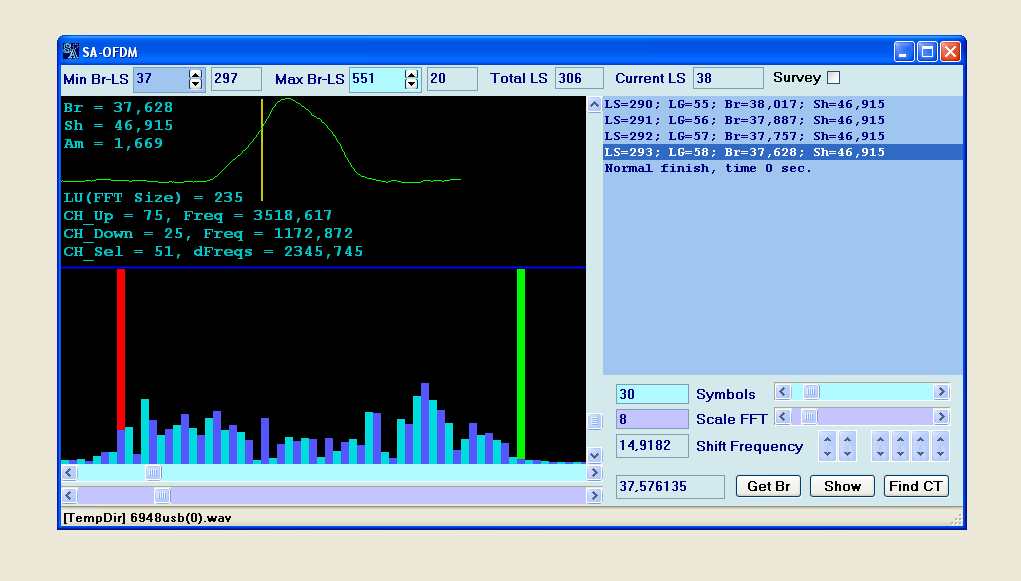 SA-OFDM
Min Br-LS 37 297 Max Br-LS 551 20 Total LS 306 Current LS 38 Survey
Br = 37,628
Sh = 46,915
Am = 1,669
LU(FFT Size) = 235
CH_Up = 75, Freq = 3518,617
CH_Down = 25, Freq = 1172,872
CH_Sel = 51, dFreqs = 2345,745
LS=290; LG=55; Br=38,017; Sh=46,915
LS=291; LG=56; Br=37,887; Sh=46,915
LS=292; LG=57; Br=37,757; Sh=46,915
LS=293; LG=58; Br=37,628; Sh=46,915
Normal finish, time 0 sec.
30 Symbols
8 Scale FFT
14,9182 Shift Frequency
37,576135 Get Br Show Find CT
[TempDir] 6948usb(0).wav